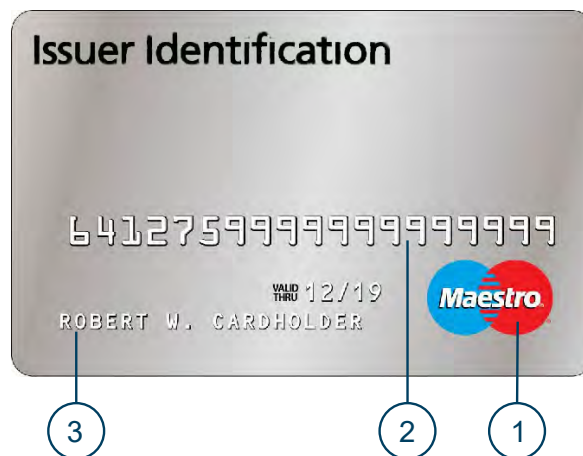 Issuer Identification
6412759999999999999
VALID THRU 12/19
Maestro
ROBERT W. CARDHOLDER
3 2 1